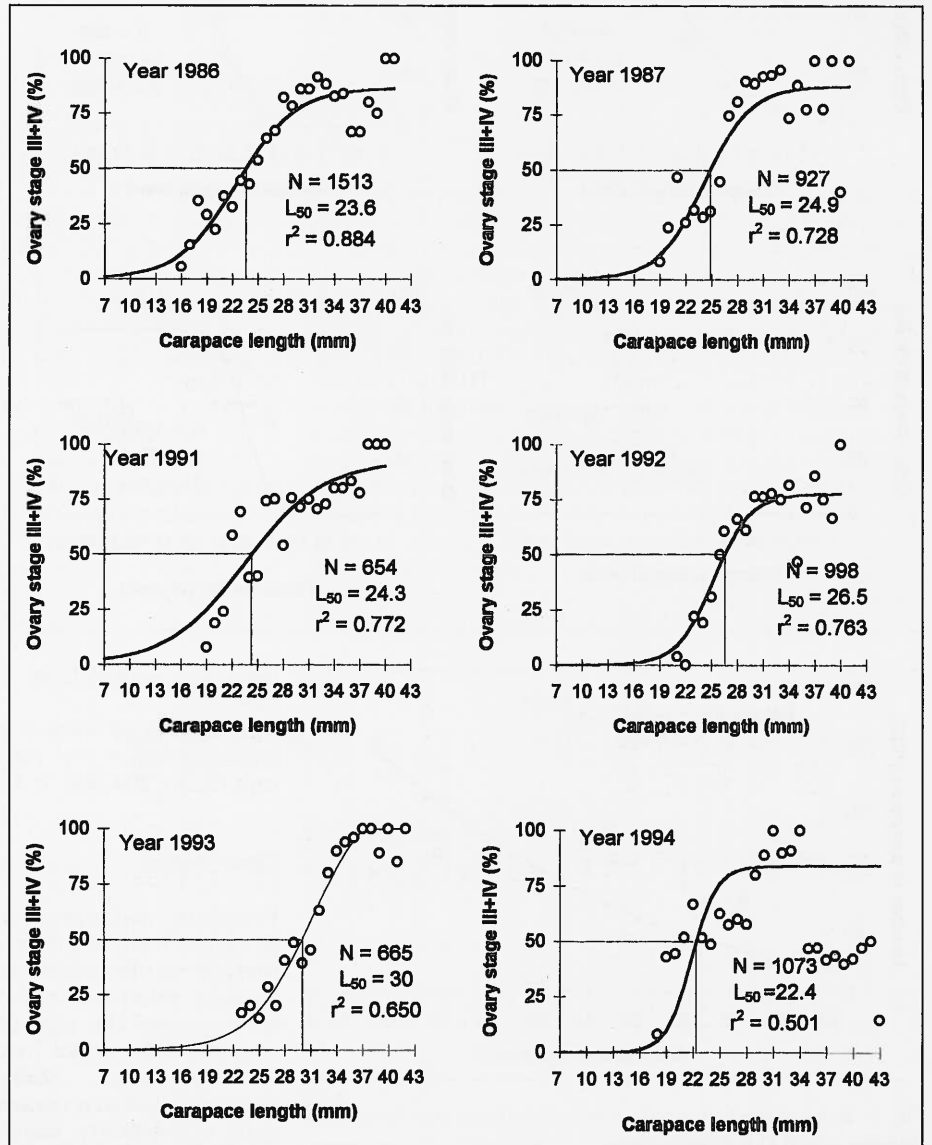 Year 1986
Ovary stage III+IV (%)
100
75
50
25
0
N = 1513
L50 = 23.6
r2 = 0.884
7 10 13 16 19 22 25 28 31 34 37 40 43
Carapace length (mm)
Year 1987
Ovary stage III+IV (%)
100
75
50
25
0
N = 927
L50 = 24.9
r2 = 0.728
7 10 13 16 19 22 25 28 31 34 37 40 43
Carapace length (mm)
Year 1991
Ovary stage III+IV (%)
100
75
50
25
0
N = 654
L50 = 24.3
r2 = 0.772
7 10 13 16 19 22 25 28 31 34 37 40 43
Carapace length (mm)
Year 1992
Ovary stage III+IV (%)
100
75
50
25
0
N = 998
L50 = 26.5
r2 = 0.763
7 10 13 16 19 22 25 28 31 34 37 40 43
Carapace length (mm)
Year 1993
Ovary stage III+IV (%)
100
75
50
25
0
N = 665
L50 = 30
r2 = 0.650
7 10 13 16 19 22 25 28 31 34 37 40 43
Carapace length (mm)
Year 1994
Ovary stage III+IV (%)
100
75
50
25
0
N = 1073
L50 =22.4
r2 = 0.501
7 10 13 16 19 22 25 28 31 34 37 40 43
Carapace length (mm)